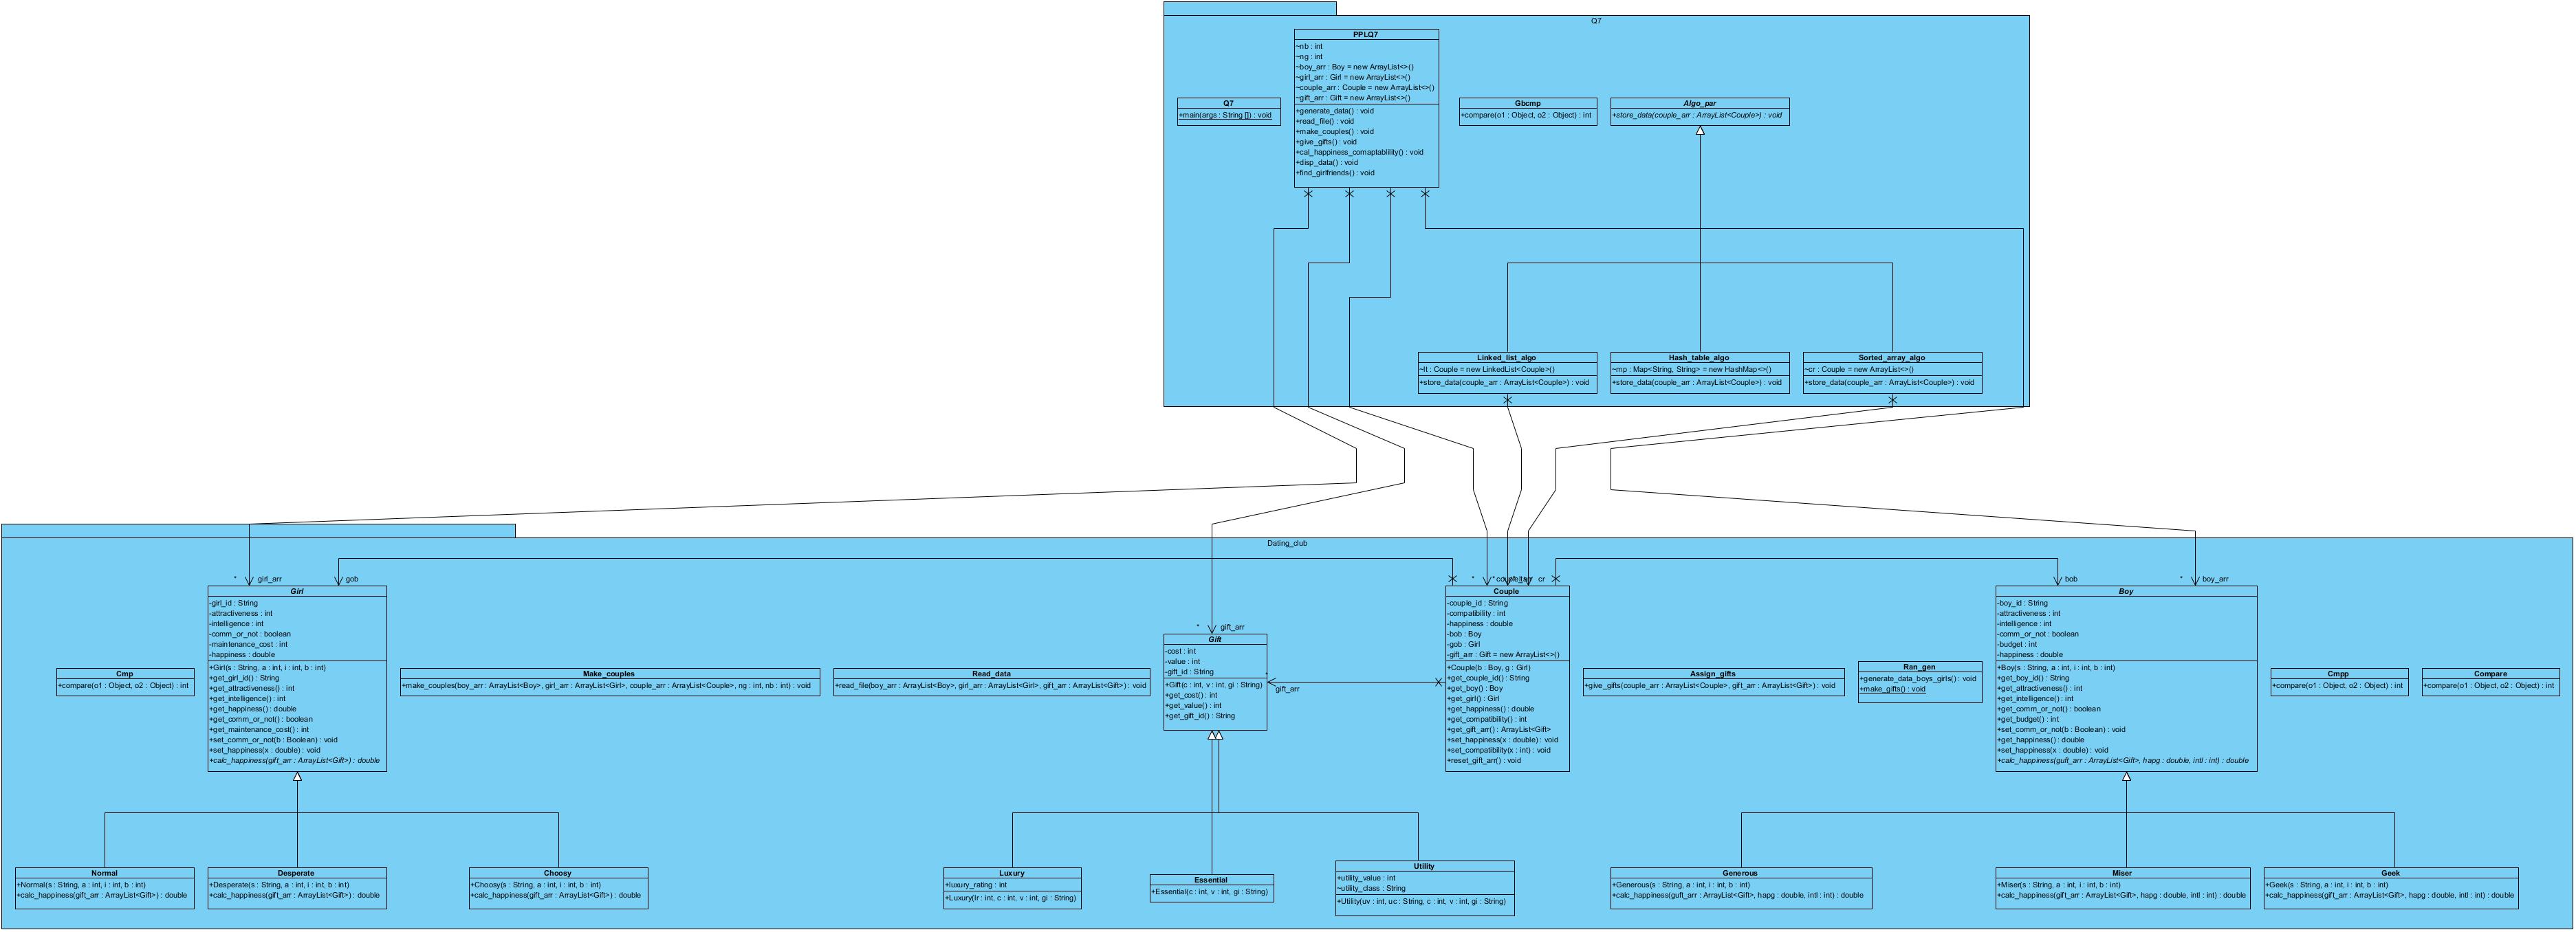 Q7
PPLQ7
~nb : int
~ng : int
~boy_arr : Boy = new ArrayList<>()
~girl_arr : Girl = new ArrayList<>()
~couple_arr : Couple = new ArrayList<>()
~gift_arr : Gift = new ArrayList<>()
+generate_data() : void
+read_file() : void
+make_couples() : void
+give_gifts() : void
+cal_happiness_comaptablility() : void
+disp_data() : void
+find_girlfriends() : void
Q7
+main(args : String []) : void
Gbcmp
+compare(o1 : Object, o2 : Object) : int
Algo_par
+store_data(couple_arr : ArrayList<Couple>) : void
Linked_list_algo
~lt : Couple = new LinkedList<Couple>()
+store_data(couple_arr : ArrayList<Couple>) : void
Hash_table_algo
~mp : Map<String, String> = new HashMap<>()
+store_data(couple_arr : ArrayList<Couple>) : void
Sorted_array_algo
~cr : Couple = new ArrayList<>()
+store_data(couple_arr : ArrayList<Couple>) : void
Dating_club
* girl_arr
gob
* gift_arr
*
*
cr
bob
* boy_arr
Cmp
+compare(o1 : Object, o2 : Object) : int
Girl
-girl_id : String
-attractiveness : int
-intelligence : int
-comm_or_not : boolean
-maintenance_cost : int
-happiness : double
+Girl(s : String, a : int, i : int, b : int)
+get_girl_id() : String
+get_attractiveness() : int
+get_intelligence() : int
+get_happiness() : double
+get_comm_or_not() : boolean
+get_maintenance_cost() : int
+set_comm_or_not(b : Boolean) : void
+set_happiness(x : double) : void
+calc_happiness(gift_arr : ArrayList<Gift>) : double
Make_couples
+make_couples(boy_arr : ArrayList<Boy>, girl_arr : ArrayList<Girl>, couple_arr : ArrayList<Couple>, ng : int, nb : int) : void
Read_data
+read_file(boy_arr : ArrayList<Boy>, girl_arr : ArrayList<Girl>, gift_arr : ArrayList<Gift>) : void
Gift
-cost : int
-value : int
-gift_id : String
+Gift(c : int, v : int, gi : String)
+get_cost() : int
+get_value() : int
+get_gift_id() : String
*
gift_arr
Couple
-couple_id : String
-compatibility : int
-happiness : double
-bob : Boy
-gob : Girl
-gift_arr : Gift = new ArrayList<>()
+Couple(b : Boy, g : Girl)
+get_couple_id() : String
+get_boy() : Boy
+get_girl() : Girl
+get_happiness() : double
+get_compatibility() : int
+get_gift_arr() : ArrayList<Gift>
+set_happiness(x : double) : void
+set_compatibility(x : int) : void
+reset_gift_arr() : void
Assign_gifts
+give_gifts(couple_arr : ArrayList<Couple>, gift_arr : ArrayList<Gift>) : void
Ran_gen
+generate_data_boys_girls() : void
+make_gifts() : void
Boy
-boy_id : String
-attractiveness : int
-intelligence : int
-comm_or_not : boolean
-budget : int
-happiness : double
+Boy(s : String, a : int, i : int, b : int)
+get_boy_id() : String
+get_attractiveness() : int
+get_intelligence() : int
+get_comm_or_not() : boolean
+get_budget() : int
+set_comm_or_not(b : Boolean) : void
+get_happiness() : double
+set_happiness(x : double) : void
+calc_happiness(guft_arr : ArrayList<Gift>, hapg : double, intl : int) : double
Cmpp
+compare(o1 : Object, o2 : Object) : int
Compare
+compare(o1 : Object, o2 : Object) : int
Normal
+Normal(s : String, a : int, i : int, b : int)
+calc_happiness(gift_arr : ArrayList<Gift>) : double
Desperate
+Desperate(s : String, a : int, i : int, b : int)
+calc_happiness(gift_arr : ArrayList<Gift>) : double
Choosy
+Choosy(s : String, a : int, i : int, b : int)
+calc_happiness(gift_arr : ArrayList<Gift>) : double
Luxury
+luxury_rating : int
+Luxury(lr : int, c : int, v : int, gi : String)
Essential
+Essential(c : int, v : int, gi : String)
Utility
+utility_value : int
~utility_class : String
+Utility(uv : int, uc : String, c : int, v : int, gi : String)
Generous
+Generous(s : String, a : int, i : int, b : int)
+calc_happiness(guft_arr : ArrayList<Gift>, hapg : double, intl : int) : double
Miser
+Miser(s : String, a : int, i : int, b : int)
+calc_happiness(gift_arr : ArrayList<Gift>, hapg : double, intl : int) : double
Geek
+Geek(s : String, a : int, i : int, b : int)
+calc_happiness(gift_arr : ArrayList<Gift>, hapg : double, intl : int) : double